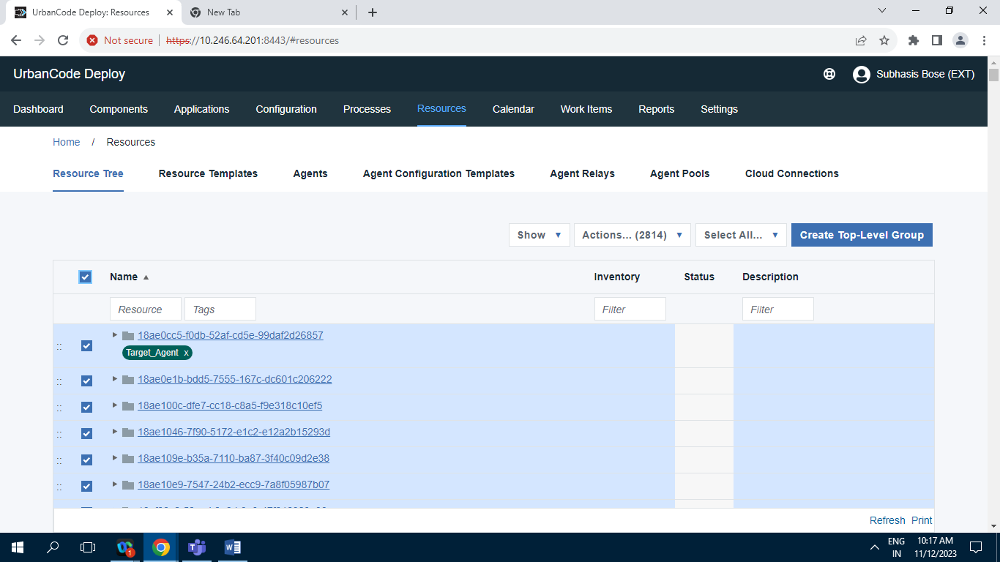 UrbanCode Deploy: Resources
New Tab
Not secure
https://10.246.64.201:8443/#resources
UrbanCode Deploy
Subhasis Bose (EXT)
Dashboard Components Applications Configuration Processes Resources Calendar Work Items Reports Settings
Home / Resources
Resource Tree Resource Templates Agents Agent Configuration Templates Agent Relays Agent Pools Cloud Connections
Show Actions... (2814) Select All... Create Top-Level Group
Name Inventory Status Description
Resource Tags Filter Filter
18ae0cc5-f0db-52af-cd5e-99daf2d26857
Target_Agent x
18ae0e1b-bdd5-7555-167c-dc601c206222
18ae100c-dfe7-cc18-c8a5-f9e318c10ef5
18ae1046-7f90-5172-e1c2-e12a2b15293d
18ae109e-b35a-7110-ba87-3f40c09d2e38
18ae10e9-7547-24b2-ecc9-7a8f05987b07
Refresh Print
1
ENG
IN
10:17 AM
11/12/2023